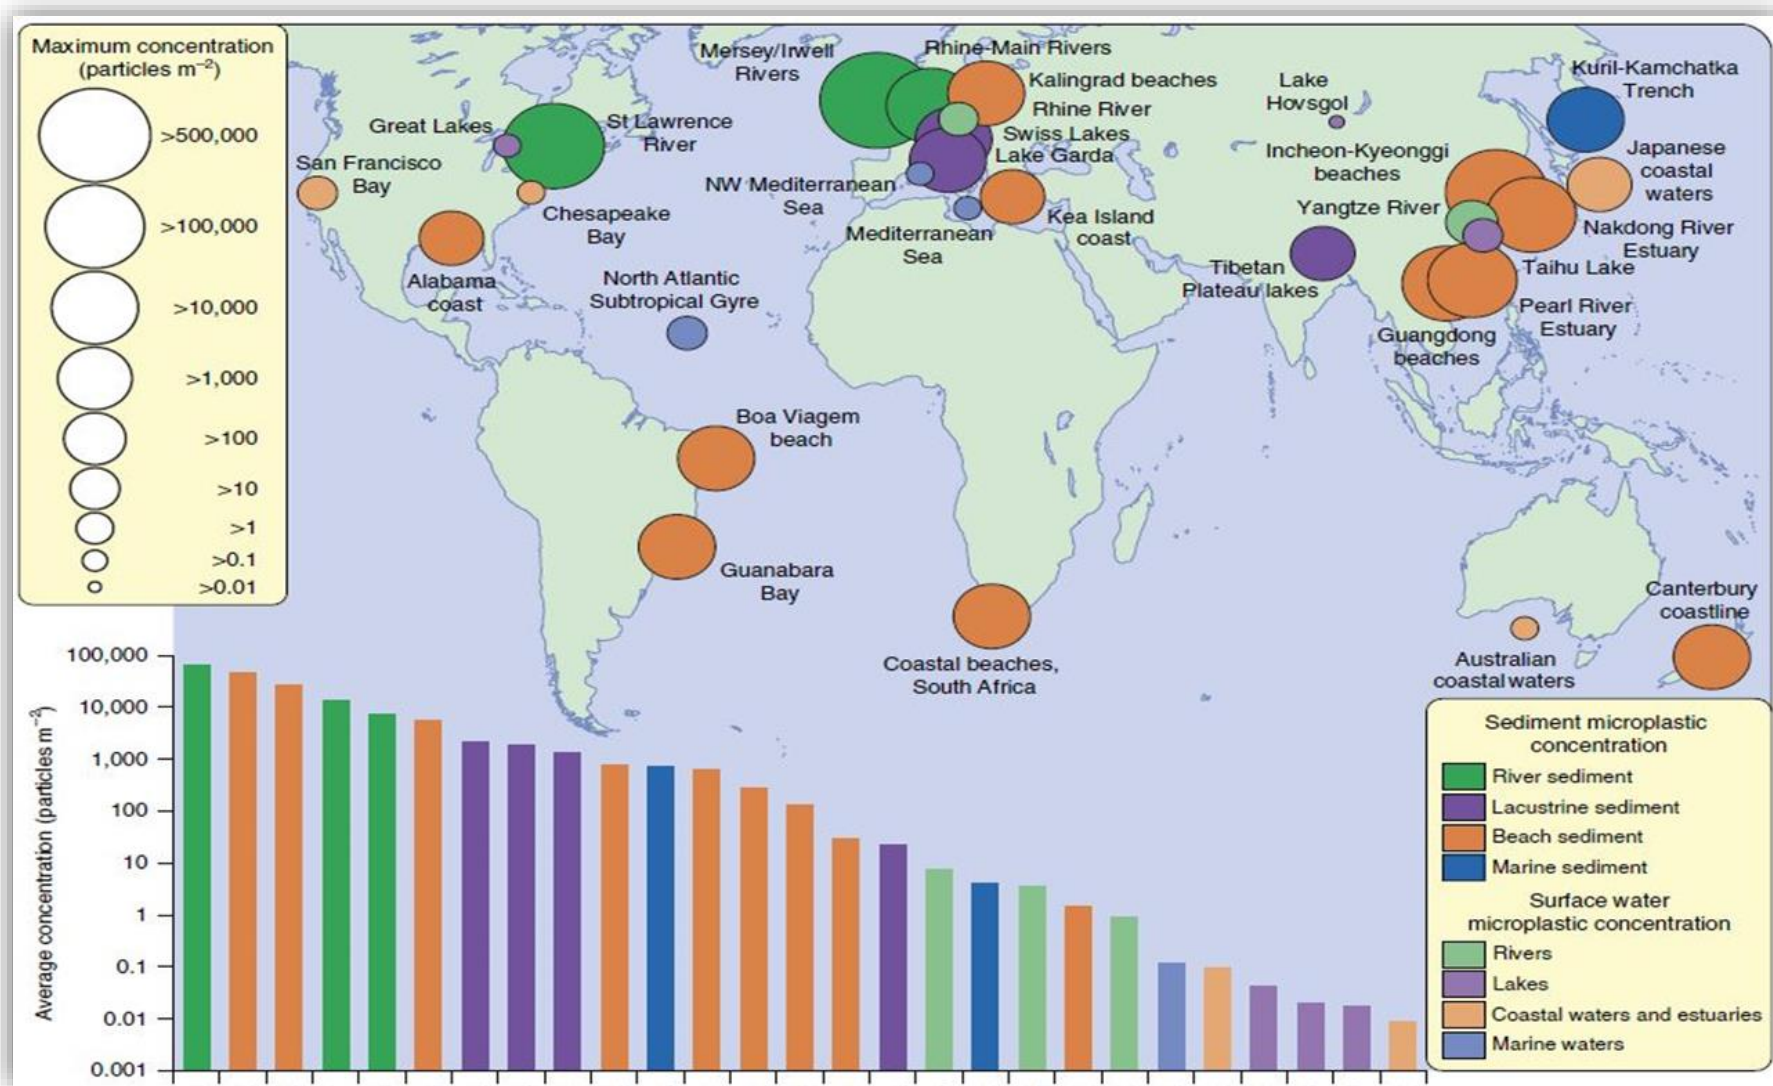 Maximum concentration
(particles m⁻²)
>500,000
>100,000
>10,000
>1,000
>100
>10
>1
>0.1
>0.01
Mersey/Irwell
Rivers
Rhine-Main Rivers
Kalingrad beaches
Rhine River
Swiss Lakes
Lake Garda
Great Lakes
St Lawrence
River
San Francisco
Bay
Chesapeake
Bay
Alabama
coast
North Atlantic
Subtropical Gyre
NW Mediterranean
Sea
Mediterranean
Sea
Kea Island
coast
Lake
Hovsgol
Kuril-Kamchatka
Trench
Incheon-Kyeonggi
beaches
Japanese
coastal
waters
Yangtze River
Nakdong River
Estuary
Tibetan
Plateau lakes
Taihu Lake
Pearl River
Estuary
Guangdong
beaches
Boa Viagem
beach
Guanabara
Bay
Coastal beaches,
South Africa
Canterbury
coastline
Australian
coastal waters
Average concentration (particles m⁻²)
100,000
10,000
1,000
100
10
1
0.1
0.01
0.001
Sediment microplastic
concentration
River sediment
Lacustrine sediment
Beach sediment
Marine sediment
Surface water
microplastic concentration
Rivers
Lakes
Coastal waters and estuaries
Marine waters